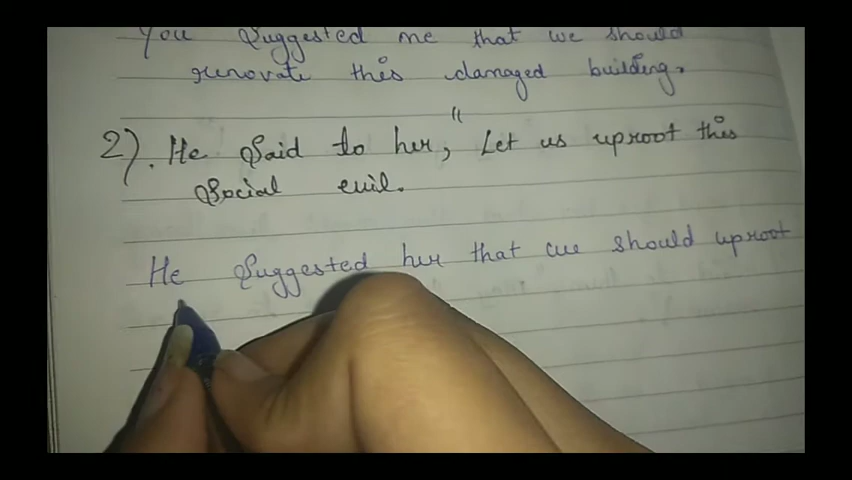 You Suggested me that we should
renovate this damaged building.
2). He Said to her, " Let us uproot this
Social evil.
He Suggested her that we should uproot